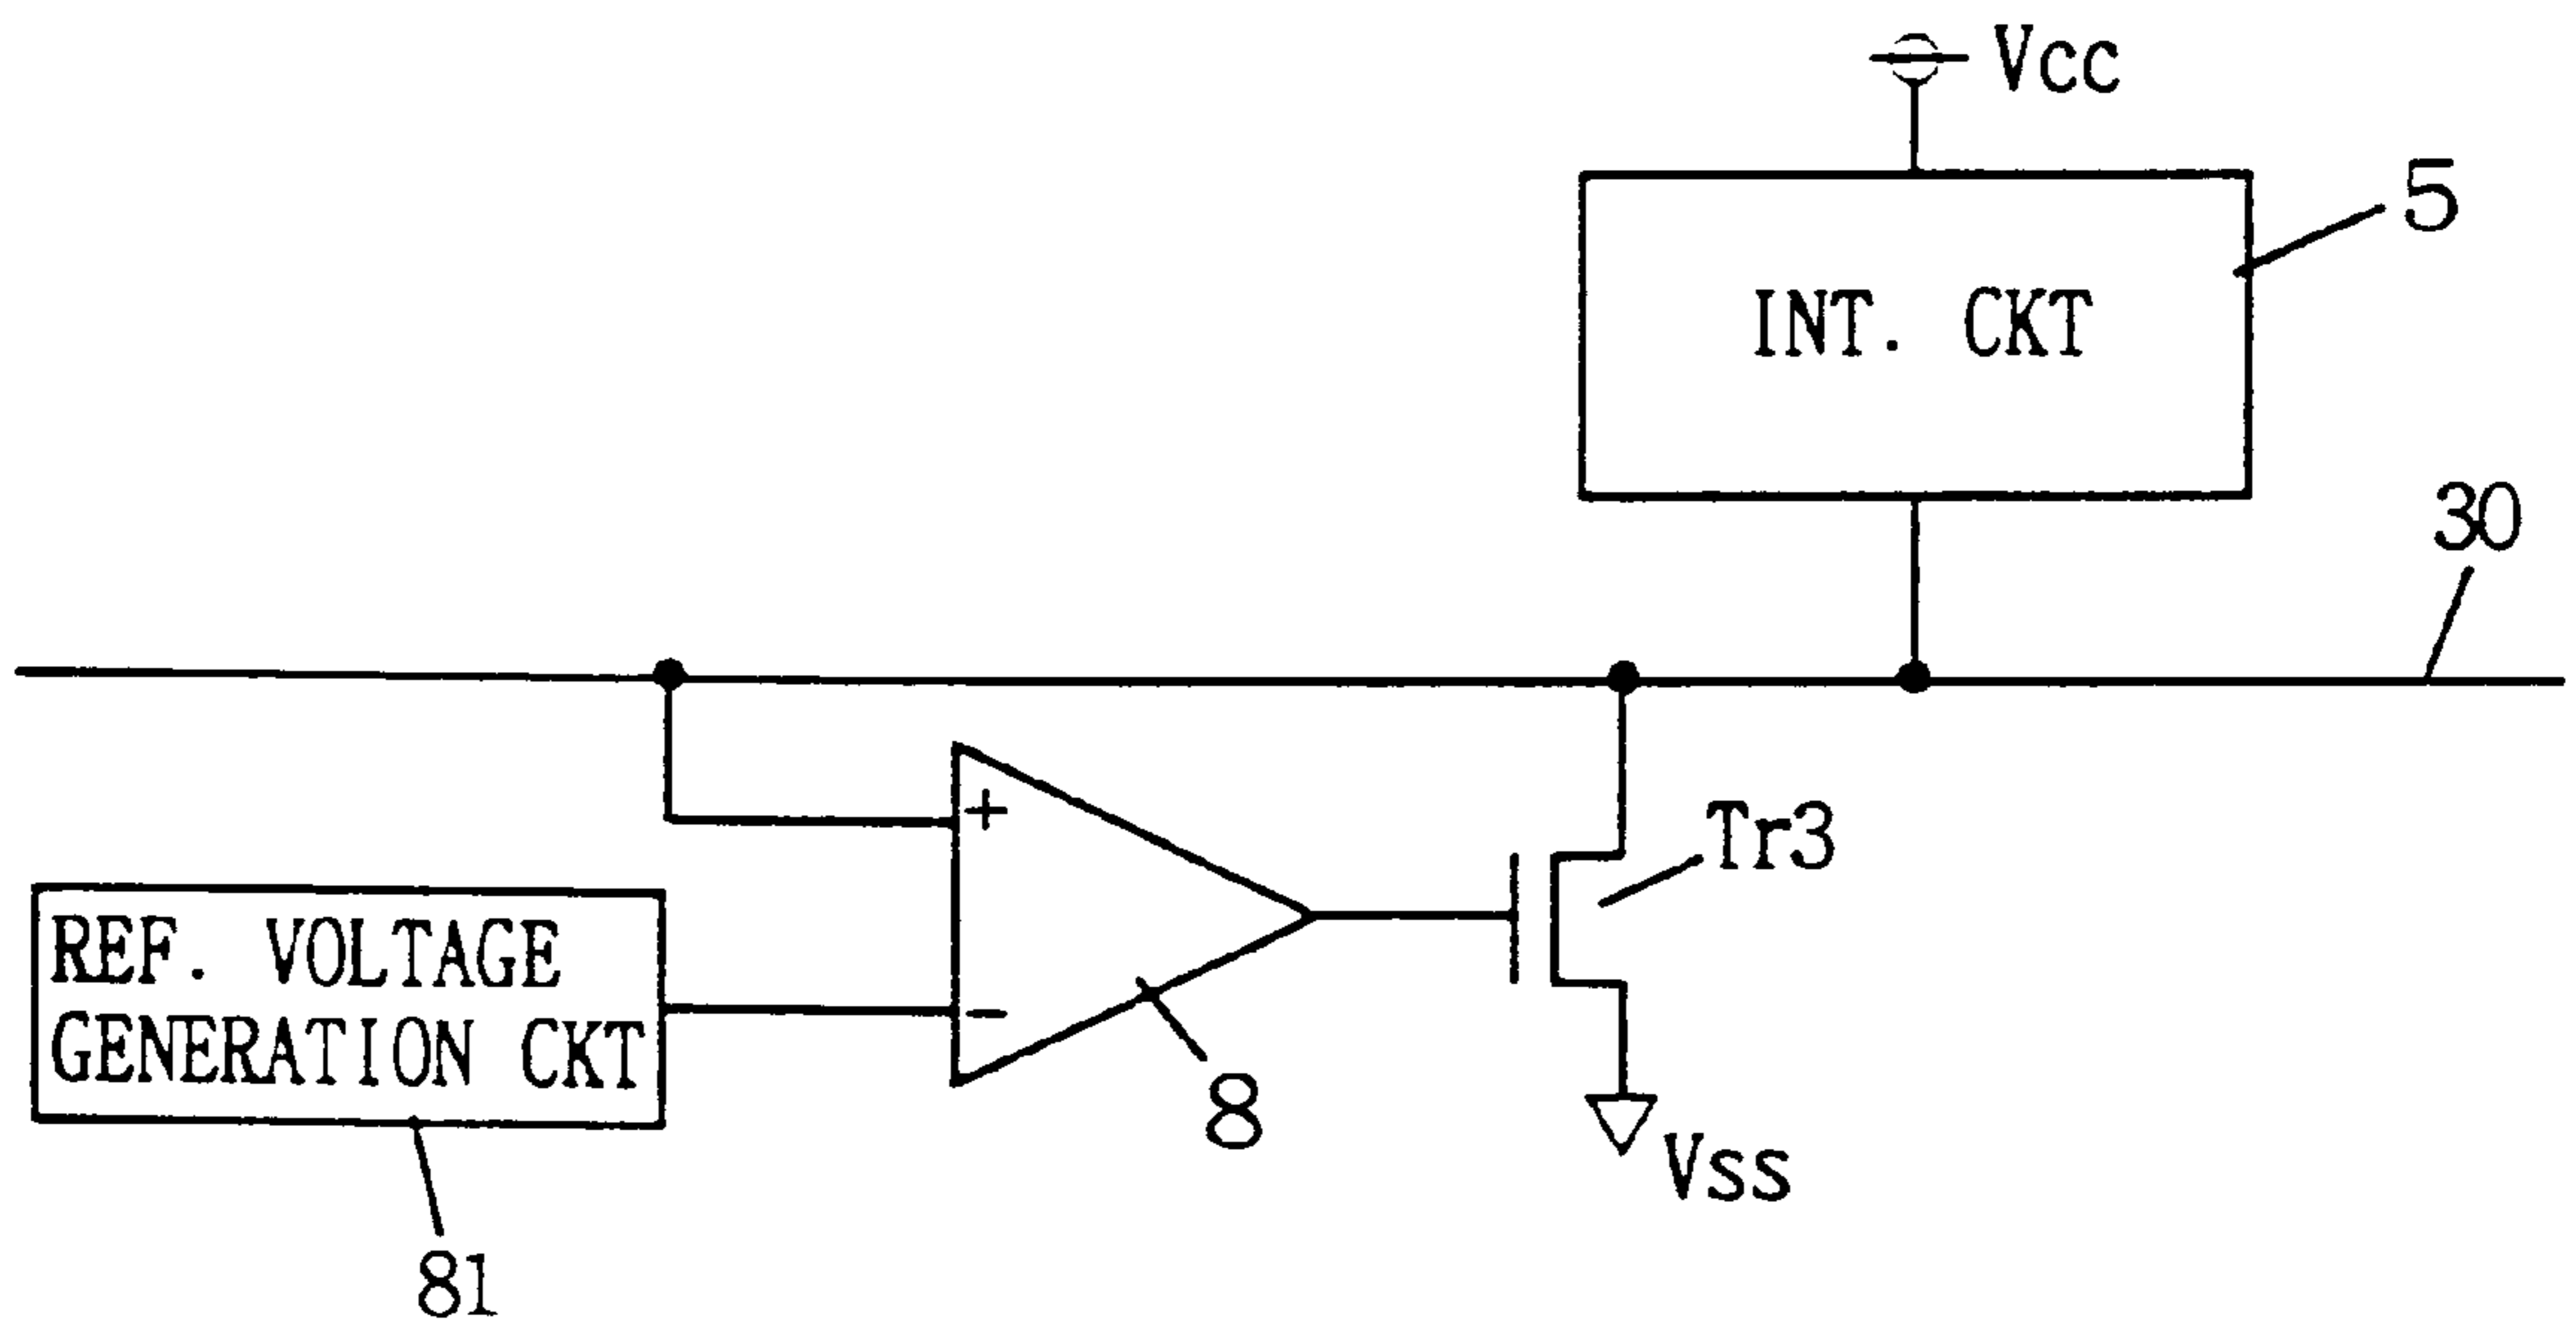 Vcc
5
INT. CKT
30
Tr3
+
REF. VOLTAGE
GENERATION CKT
−
8
Vss
81